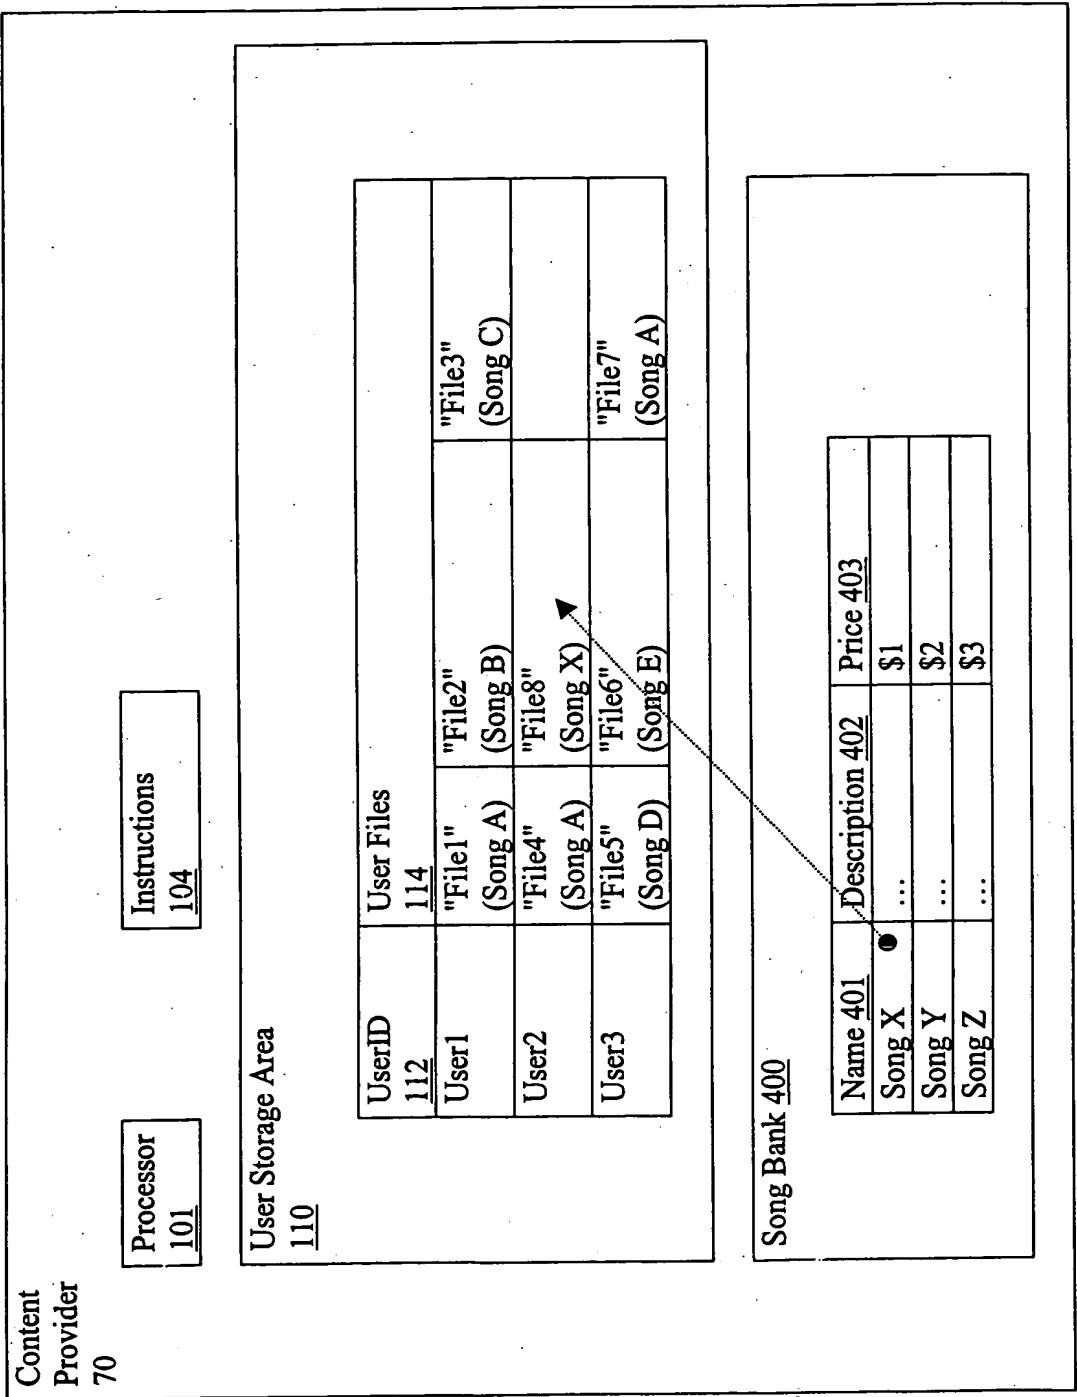 Content
Provider
70
Processor
101
Instructions
104
User Storage Area
110
UserID
112
User Files
114
User1
"File1"
(Song A)
"File2"
(Song B)
"File3"
(Song C)
User2
"File4"
(Song A)
"File8"
(Song X)
User3
"File5"
(Song D)
"File6"
(Song E)
"File7"
(Song A)
Song Bank 400
Name 401 Description 402 Price 403
Song X ... $1
Song Y ... $2
Song Z ... $3